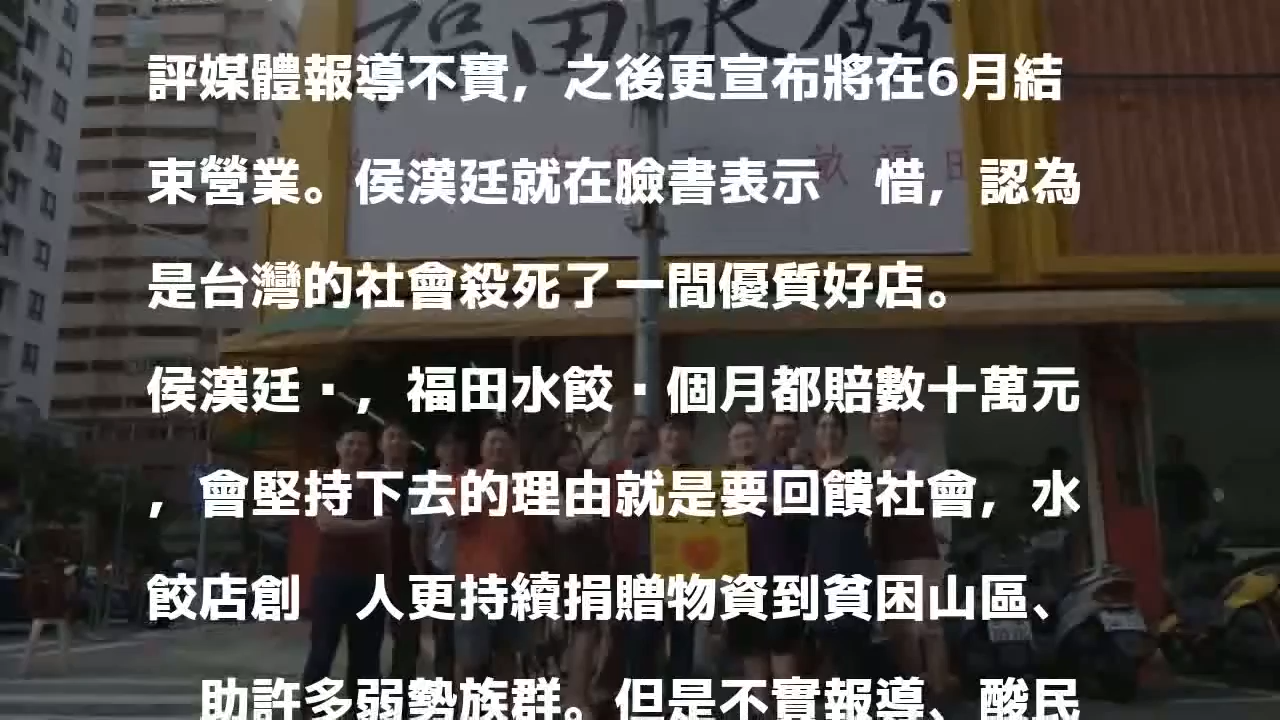 福田水餃
評媒體報導不實，之後更宣布將在6月結
束營業。侯漢廷就在臉書表示　惜，認為
是台灣的社會殺死了一間優質好店。
侯漢廷·，福田水餃·個月都賠數十萬元
，會堅持下去的理由就是要回饋社會，水
餃店創　人更持續捐贈物資到貧困山區、
助許多弱勢族群。但是不實報導、酸民